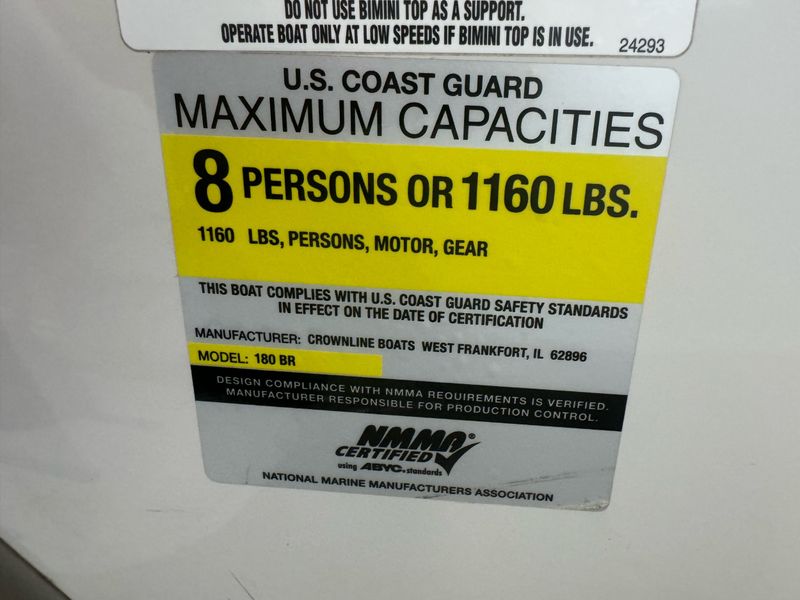 DO NOT USE BIMINI TOP AS A SUPPORT.
OPERATE BOAT ONLY AT LOW SPEEDS IF BIMINI TOP IS IN USE.
24293
U.S. COAST GUARD
MAXIMUM CAPACITIES
8 PERSONS OR 1160 LBS.
1160 LBS, PERSONS, MOTOR, GEAR
THIS BOAT COMPLIES WITH U.S. COAST GUARD SAFETY STANDARDS
IN EFFECT ON THE DATE OF CERTIFICATION
MANUFACTURER: CROWNLINE BOATS WEST FRANKFORT, IL 62896
MODEL: 180 BR
DESIGN COMPLIANCE WITH NMMA REQUIREMENTS IS VERIFIED.
MANUFACTURER RESPONSIBLE FOR PRODUCTION CONTROL.
NMMA®
CERTIFIED
using ABYC® standards
NATIONAL MARINE MANUFACTURERS ASSOCIATION